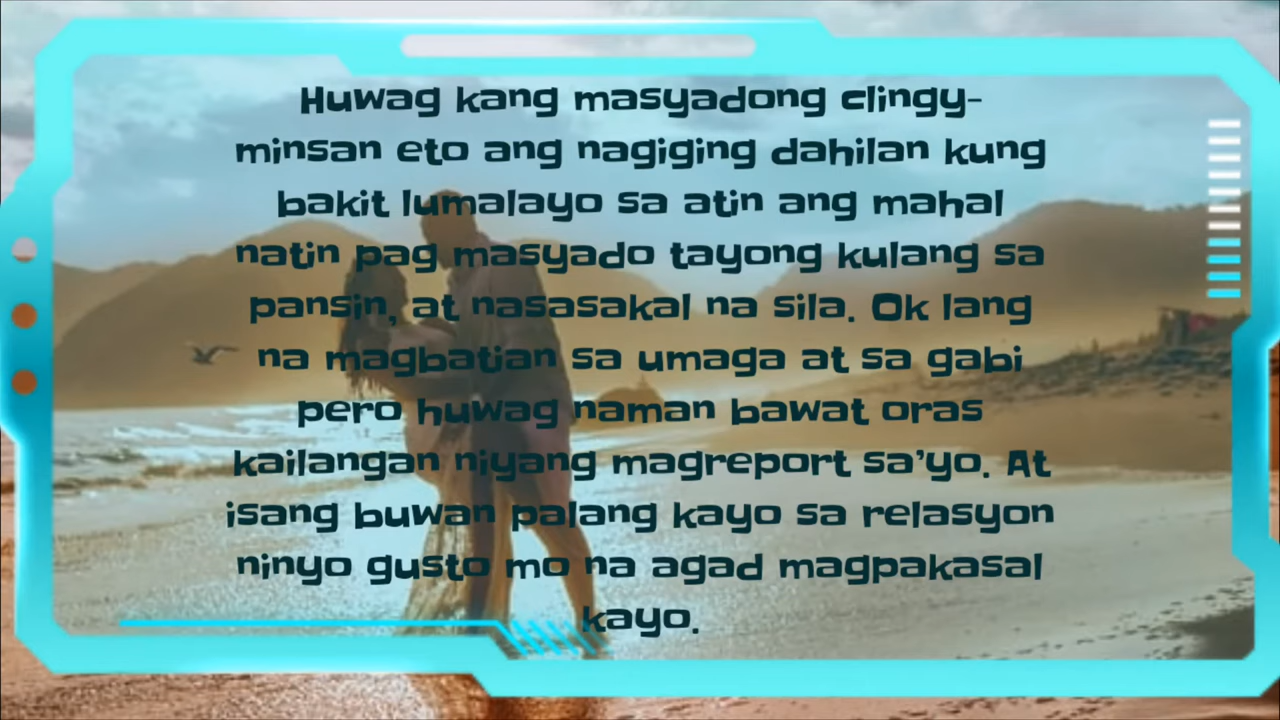 Huwag kang masyadong clingy-
minsan eto ang nagiging dahilan kung
bakit lumalayo sa atin ang mahal
natin pag masyado tayong kulang sa
pansin, at nasasakal na sila. Ok lang
na magbatian sa umaga at sa gabi
pero huwag naman bawat oras
kailangan niyang magreport sa'yo. At
isang buwan palang kayo sa relasyon
ninyo gusto mo na agad magpakasal
kayo.